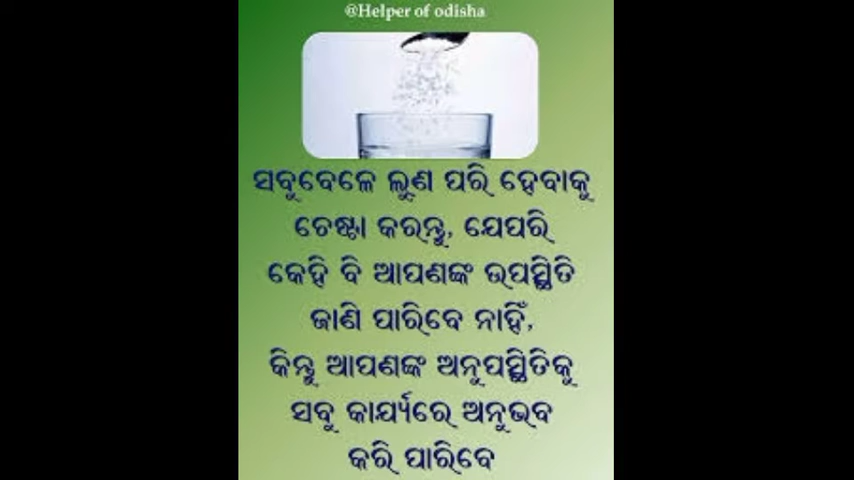 @Helper of odisha
ସବୁବେଳେ ଲୁଣ ପରି ହେବାକୁ
ଚେଷ୍ଟା କରନ୍ତୁ, ଯେପରି
କେହି ବି ଆପଣଙ୍କ ଉପସ୍ଥିତି
ଜାଣି ପାରିବେ ନାହିଁ,
କିନ୍ତୁ ଆପଣଙ୍କ ଅନୁପସ୍ଥିତିକୁ
ସବୁ କାର୍ଯ୍ୟରେ ଅନୁଭବ
କରି ପାରିବେ